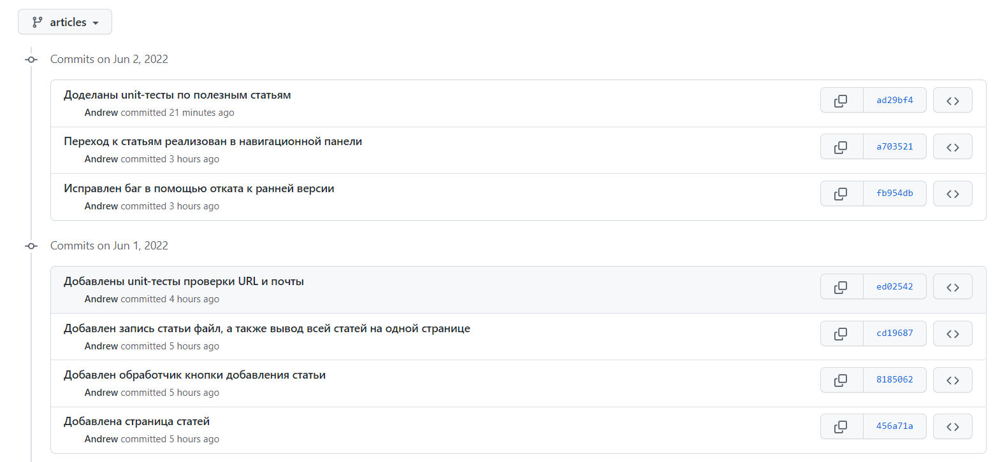 articles
Commits on Jun 2, 2022
Доделаны unit-тесты по полезным статьям
ad29bf4
Andrew committed 21 minutes ago
Переход к статьям реализован в навигационной панели
a703521
Andrew committed 3 hours ago
Исправлен баг в помощью отката к ранней версии
fb954db
Andrew committed 3 hours ago
Commits on Jun 1, 2022
Добавлены unit-тесты проверки URL и почты
ed02542
Andrew committed 4 hours ago
Добавлен запись статьи файл, а также вывод всей статей на одной странице
cd19687
Andrew committed 5 hours ago
Добавлен обработчик кнопки добавления статьи
8185062
Andrew committed 5 hours ago
Добавлена страница статей
456a71a
Andrew committed 5 hours ago